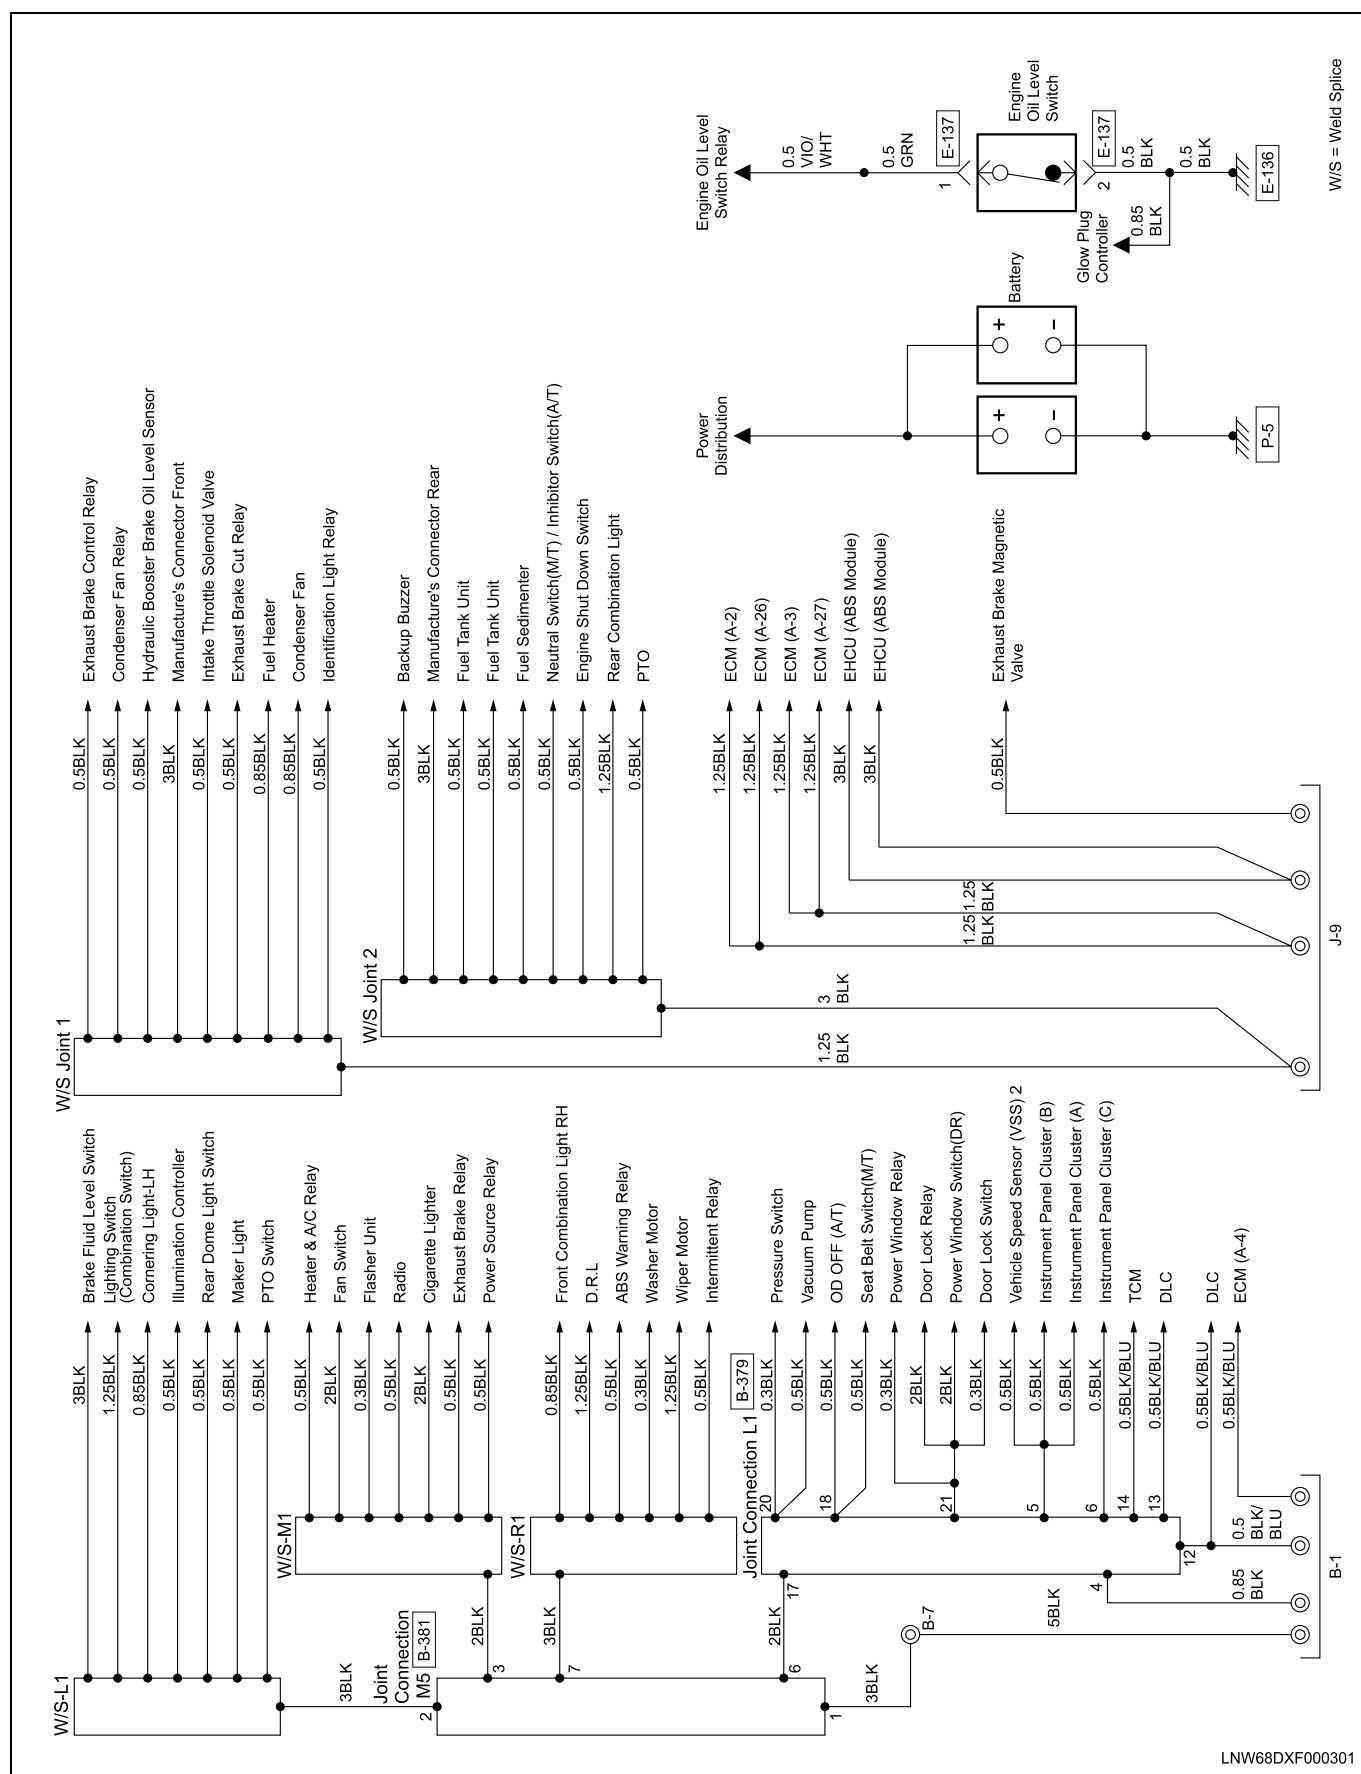 W/S-L1
3BLK
Brake Fluid Level Switch
1.25BLK
Lighting Switch
(Combination Switch)
0.85BLK
Cornering Light-LH
0.5BLK
Illumination Controller
0.5BLK
Rear Dome Light Switch
0.5BLK
Maker Light
0.5BLK
PTO Switch
3BLK
Joint
Connection
M5
B-381
2
3
7
6
1
2BLK
3BLK
2BLK
3BLK
B-7
5BLK
W/S-M1
0.5BLK
Heater & A/C Relay
2BLK
Fan Switch
0.3BLK
Flasher Unit
0.5BLK
Radio
2BLK
Cigarette Lighter
0.5BLK
Exhaust Brake Relay
0.5BLK
Power Source Relay
W/S-R1
0.85BLK
Front Combination Light RH
1.25BLK
D.R.L
0.5BLK
ABS Warning Relay
0.3BLK
Washer Motor
1.25BLK
Wiper Motor
0.5BLK
Intermittent Relay
Joint Connection L1
B-379
20
0.3BLK
Pressure Switch
0.5BLK
Vacuum Pump
18
0.5BLK
OD OFF (A/T)
0.5BLK
Seat Belt Switch(M/T)
21
0.3BLK
Power Window Relay
2BLK
Door Lock Relay
2BLK
Power Window Switch(DR)
0.3BLK
Door Lock Switch
5
0.5BLK
Vehicle Speed Sensor (VSS) 2
0.5BLK
Instrument Panel Cluster (B)
0.5BLK
Instrument Panel Cluster (A)
6
0.5BLK
Instrument Panel Cluster (C)
14
0.5BLK/BLU
TCM
13
0.5BLK/BLU
DLC
0.5BLK/BLU
DLC
0.5BLK/BLU
ECM (A-4)
17
4
12
0.85
BLK
0.5
BLK/
BLU
B-1
W/S Joint 1
0.5BLK
Exhaust Brake Control Relay
0.5BLK
Condenser Fan Relay
0.5BLK
Hydraulic Booster Brake Oil Level Sensor
3BLK
Manufacture's Connector Front
0.5BLK
Intake Throttle Solenoid Valve
0.5BLK
Exhaust Brake Cut Relay
0.85BLK
Fuel Heater
0.85BLK
Condenser Fan
0.5BLK
Identification Light Relay
W/S Joint 2
0.5BLK
Backup Buzzer
3BLK
Manufacture's Connector Rear
0.5BLK
Fuel Tank Unit
0.5BLK
Fuel Tank Unit
0.5BLK
Fuel Sedimenter
0.5BLK
Neutral Switch(M/T) / Inhibitor Switch(A/T)
0.5BLK
Engine Shut Down Switch
1.25BLK
Rear Combination Light
0.5BLK
PTO
1.25
BLK
3
BLK
1.25BLK
ECM (A-2)
1.25BLK
ECM (A-26)
1.25BLK
ECM (A-3)
1.25BLK
ECM (A-27)
3BLK
EHCU (ABS Module)
3BLK
EHCU (ABS Module)
0.5BLK
Exhaust Brake Magnetic
Valve
1.25
BLK
1.25
BLK
J-9
Power
Distribution
Battery
+
-
+
-
P-5
Engine Oil Level
Switch Relay
0.5
VIO/
WHT
0.5
GRN
E-137
1
Engine
Oil Level
Switch
E-137
2
0.5
BLK
0.5
BLK
0.85
BLK
Glow Plug
Controller
E-136
W/S = Weld Splice
LNW68DXF000301